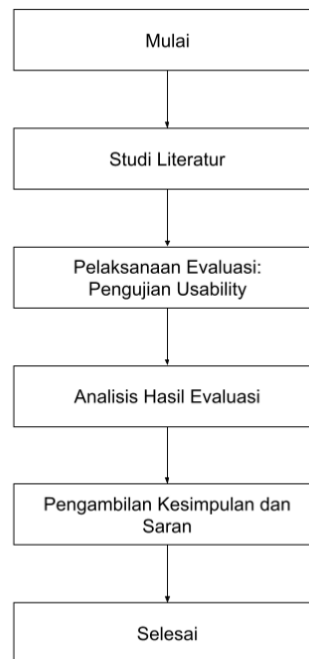 Mulai
Studi Literatur
Pelaksanaan Evaluasi:
Pengujian Usability
Analisis Hasil Evaluasi
Pengambilan Kesimpulan dan
Saran
Selesai